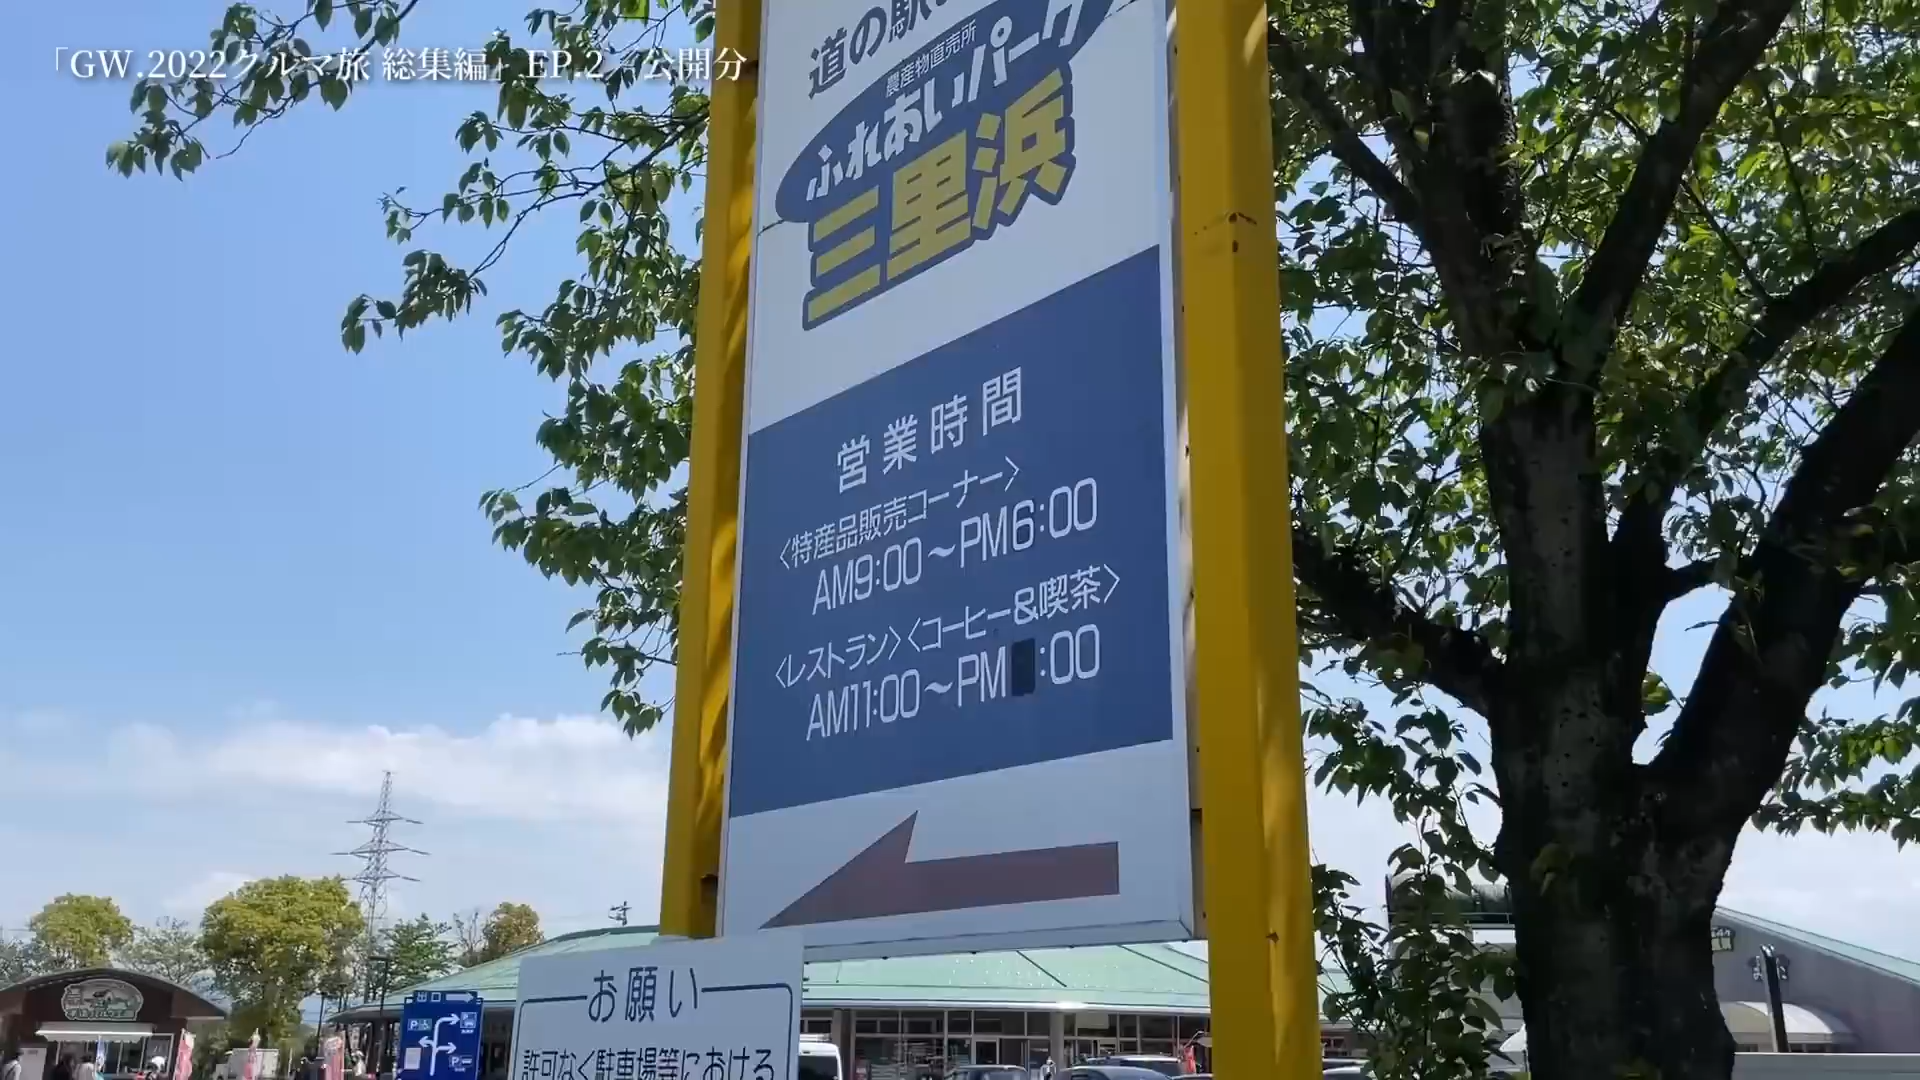 「GW.2022クルマ旅 総集編」 EP.2
公開分
道の駅
農産物直売所
ふれあいパーク
三里浜
営業時間
〈特産品販売コーナー〉
AM9:00～PM6:00
〈レストラン〉〈コーヒー&喫茶〉
AM11:00～PM :00
お願い
許可なく駐車場等における
出口
P
P
P